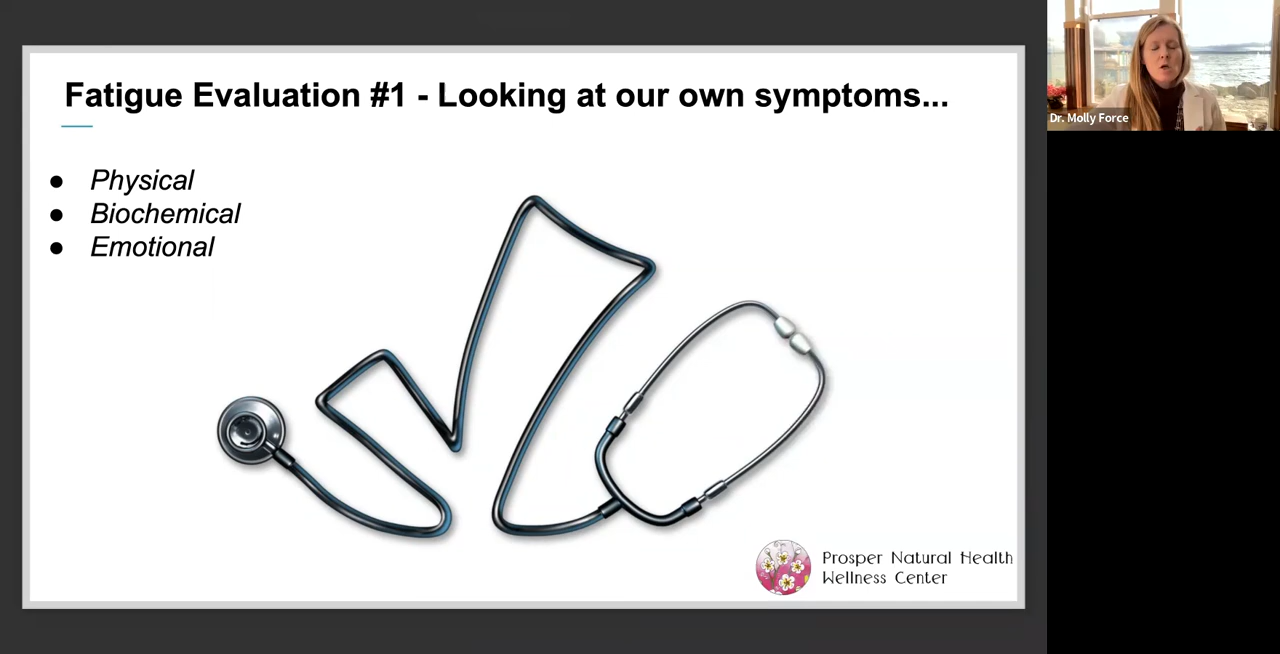 Fatigue Evaluation #1 - Looking at our own symptoms...
● Physical
● Biochemical
● Emotional
Prosper Natural Health
Wellness Center
Dr. Molly Force